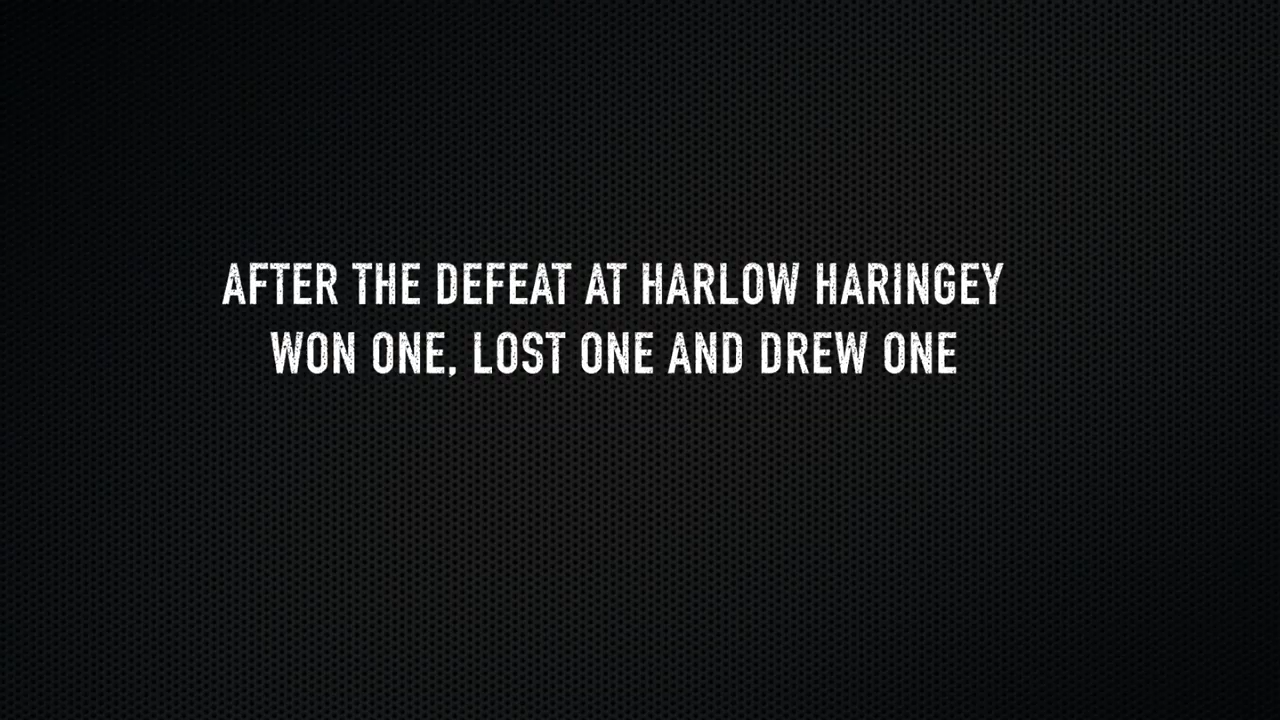 AFTER THE DEFEAT AT HARLOW HARINGEY
WON ONE, LOST ONE AND DREW ONE